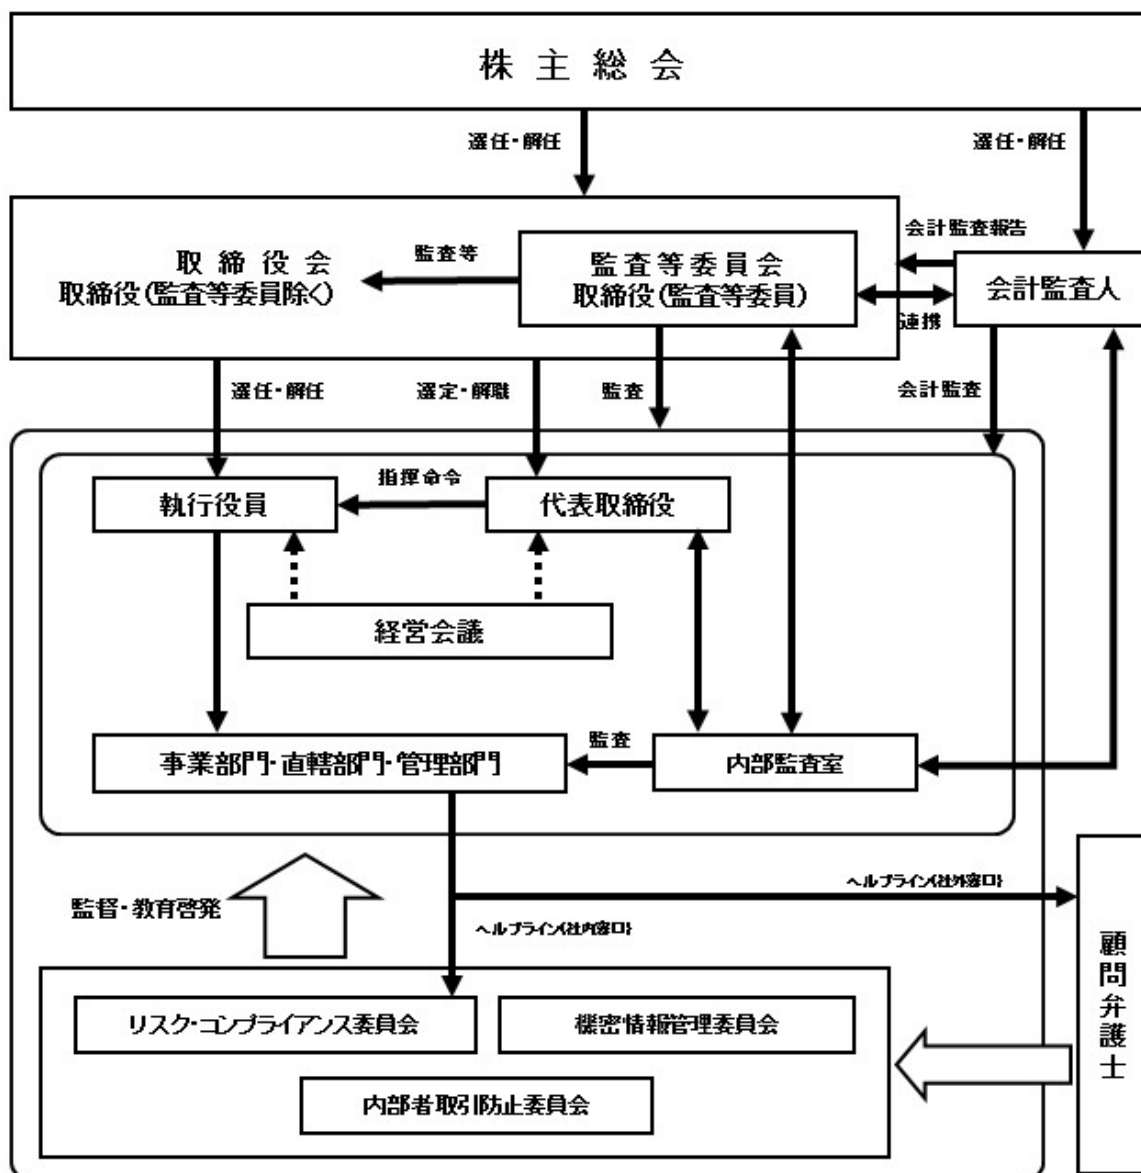 株主総会
選任・解任
選任・解任
取締役会
取締役(監査等委員除く)
監査等
監査等委員会
取締役(監査等委員)
会計監査報告
連携
会計監査人
選任・解任
選定・解職
監査
会計監査
執行役員
指揮命令
代表取締役
経営会議
事業部門・直轄部門・管理部門
監査
内部監査室
監督・教育啓発
ヘルプライン(社外窓口)
ヘルプライン(社内窓口)
顧問弁護士
リスク・コンプライアンス委員会
機密情報管理委員会
内部者取引防止委員会